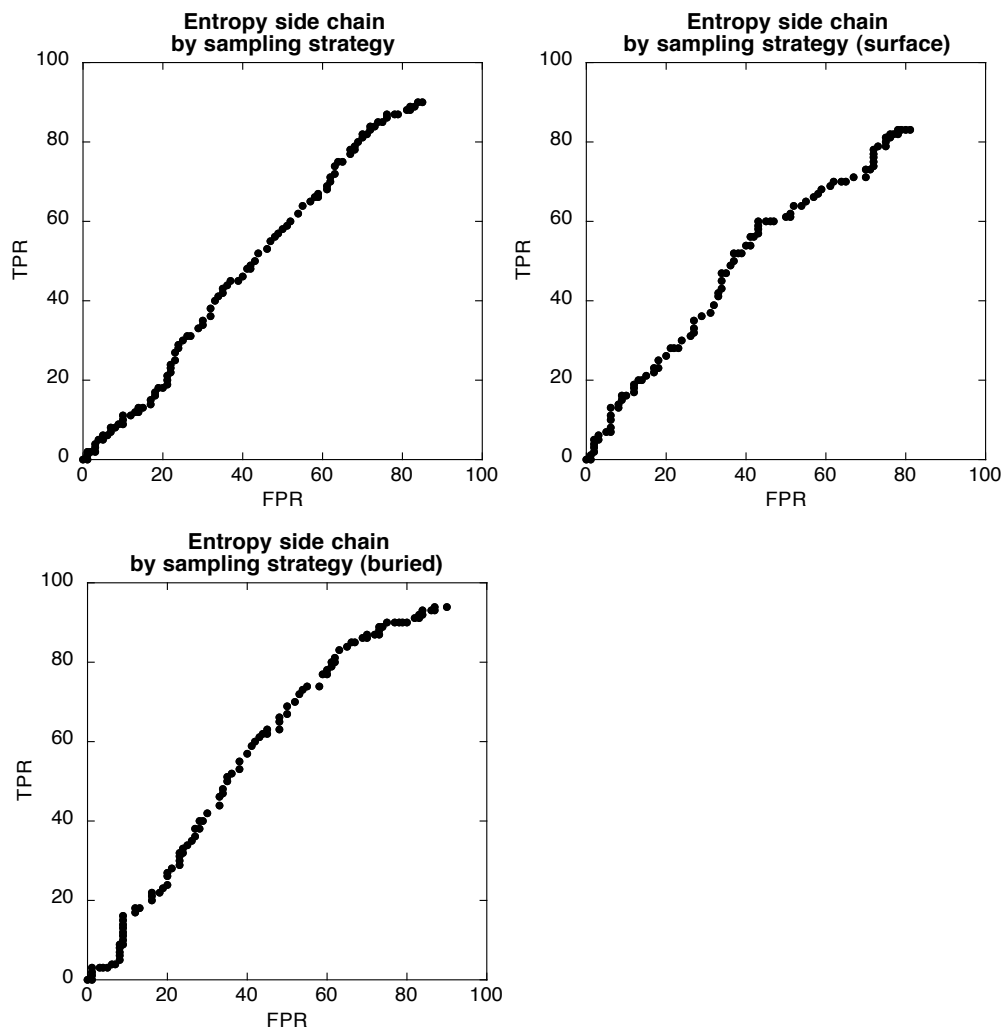 Entropy side chain
by sampling strategy
100
80
60
40
20
0
TPR
0 20 40 60 80 100
FPR
Entropy side chain
by sampling strategy (surface)
100
80
60
40
20
0
TPR
0 20 40 60 80 100
FPR
Entropy side chain
by sampling strategy (buried)
100
80
60
40
20
0
TPR
0 20 40 60 80 100
FPR